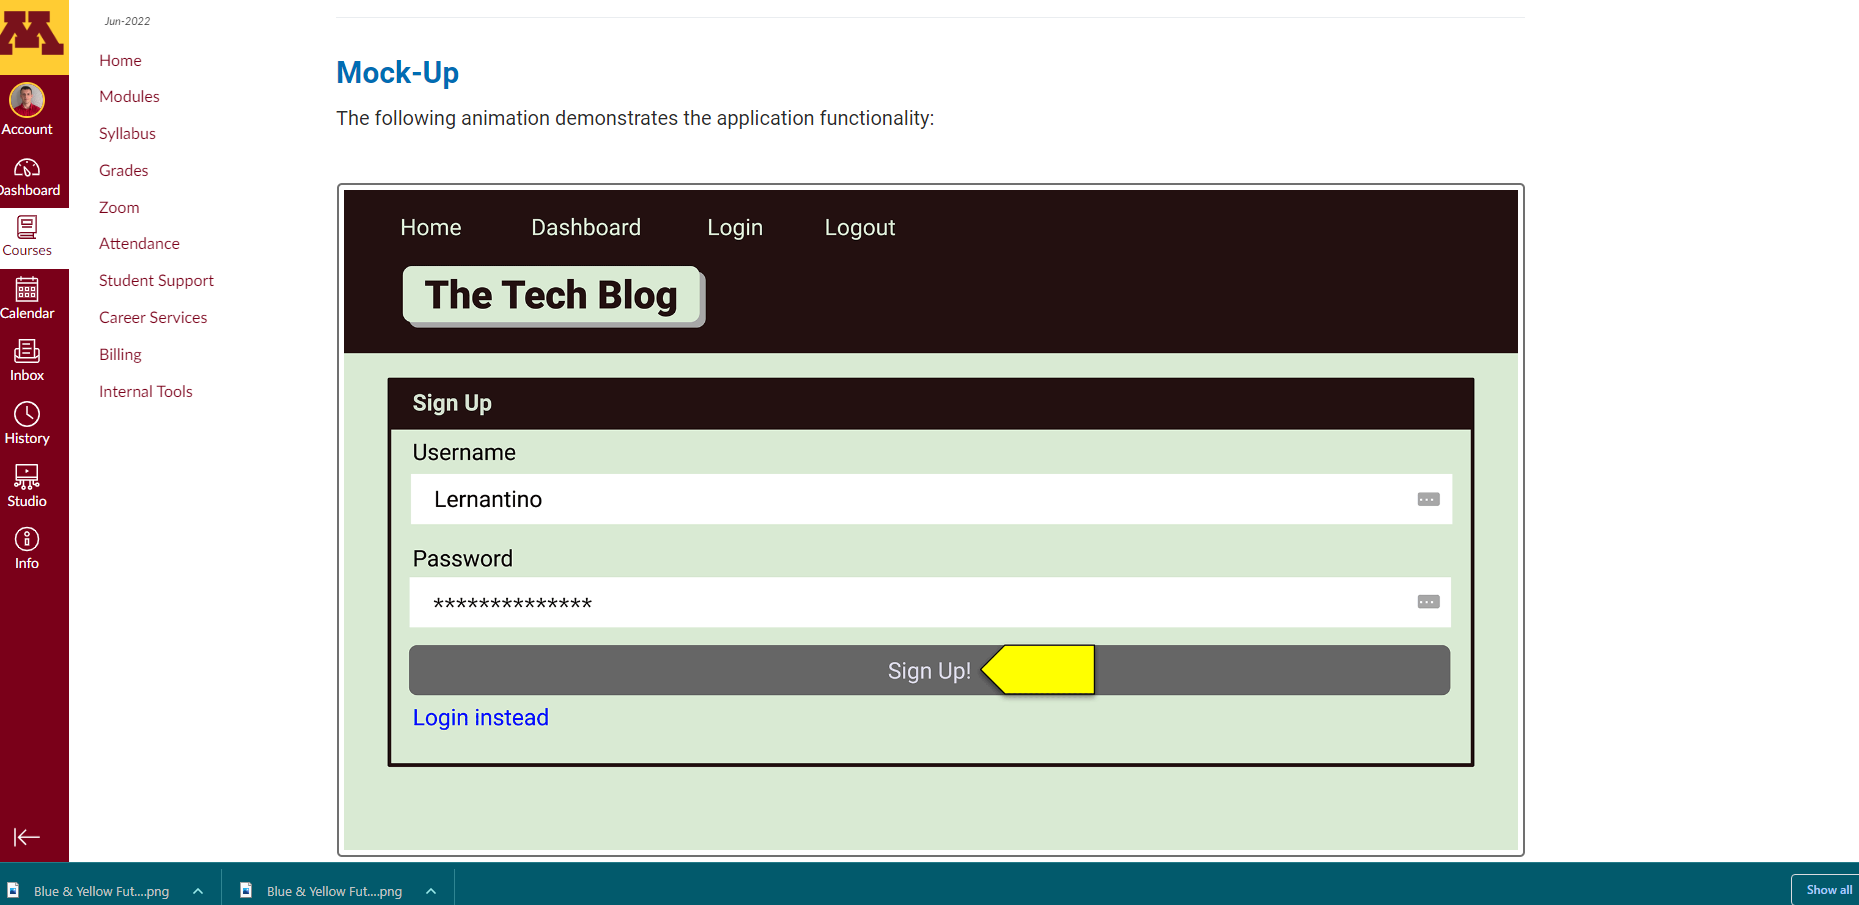 M
Account
Dashboard
Courses
Calendar
Inbox
History
Studio
Info
Jun-2022
Home
Modules
Syllabus
Grades
Zoom
Attendance
Student Support
Career Services
Billing
Internal Tools
Mock-Up
The following animation demonstrates the application functionality:
Home Dashboard Login Logout
The Tech Blog
Sign Up
Username
Lernantino
Password
**************
Sign Up!
Login instead
Blue & Yellow Fut....png Blue & Yellow Fut....png Show all